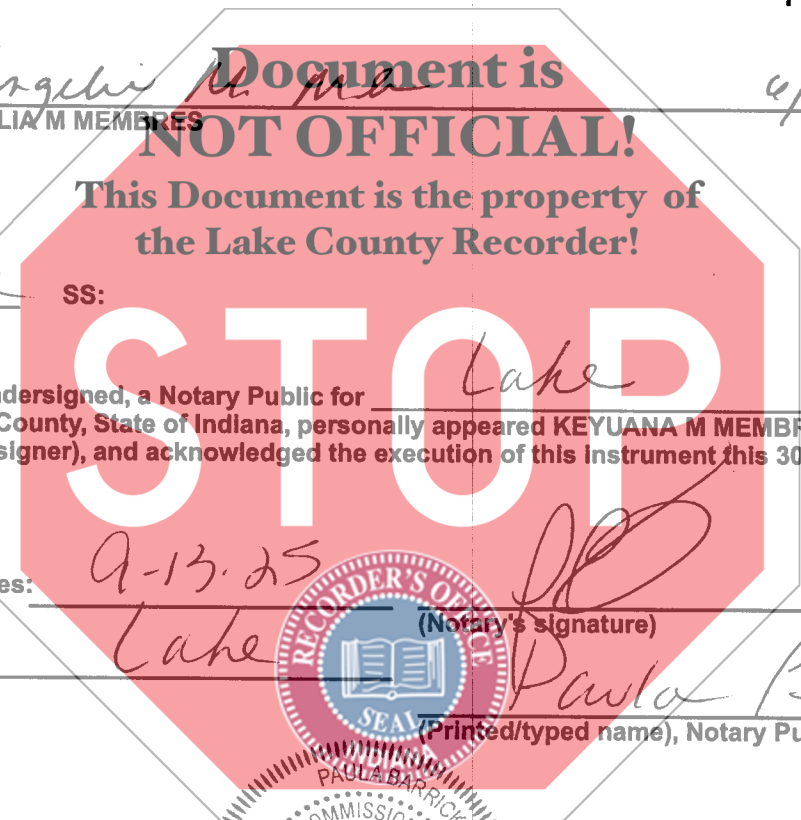 Document is
LIA M MEMBRES
NOT OFFICIAL!
This Document is the property of
the Lake County Recorder!
SS:
STOP
ndersigned, a Notary Public for Lake
County, State of Indiana, personally appeared KEYUANA M MEMBR
signer), and acknowledged the execution of this instrument this 30
es: 9-13-25
(Notary's signature)
Lake
Paula B
(Printed/typed name), Notary Pu
RECORDER'S OFFICE
SEAL
INDIANA
PAULA BARRICK
OMMISSIO